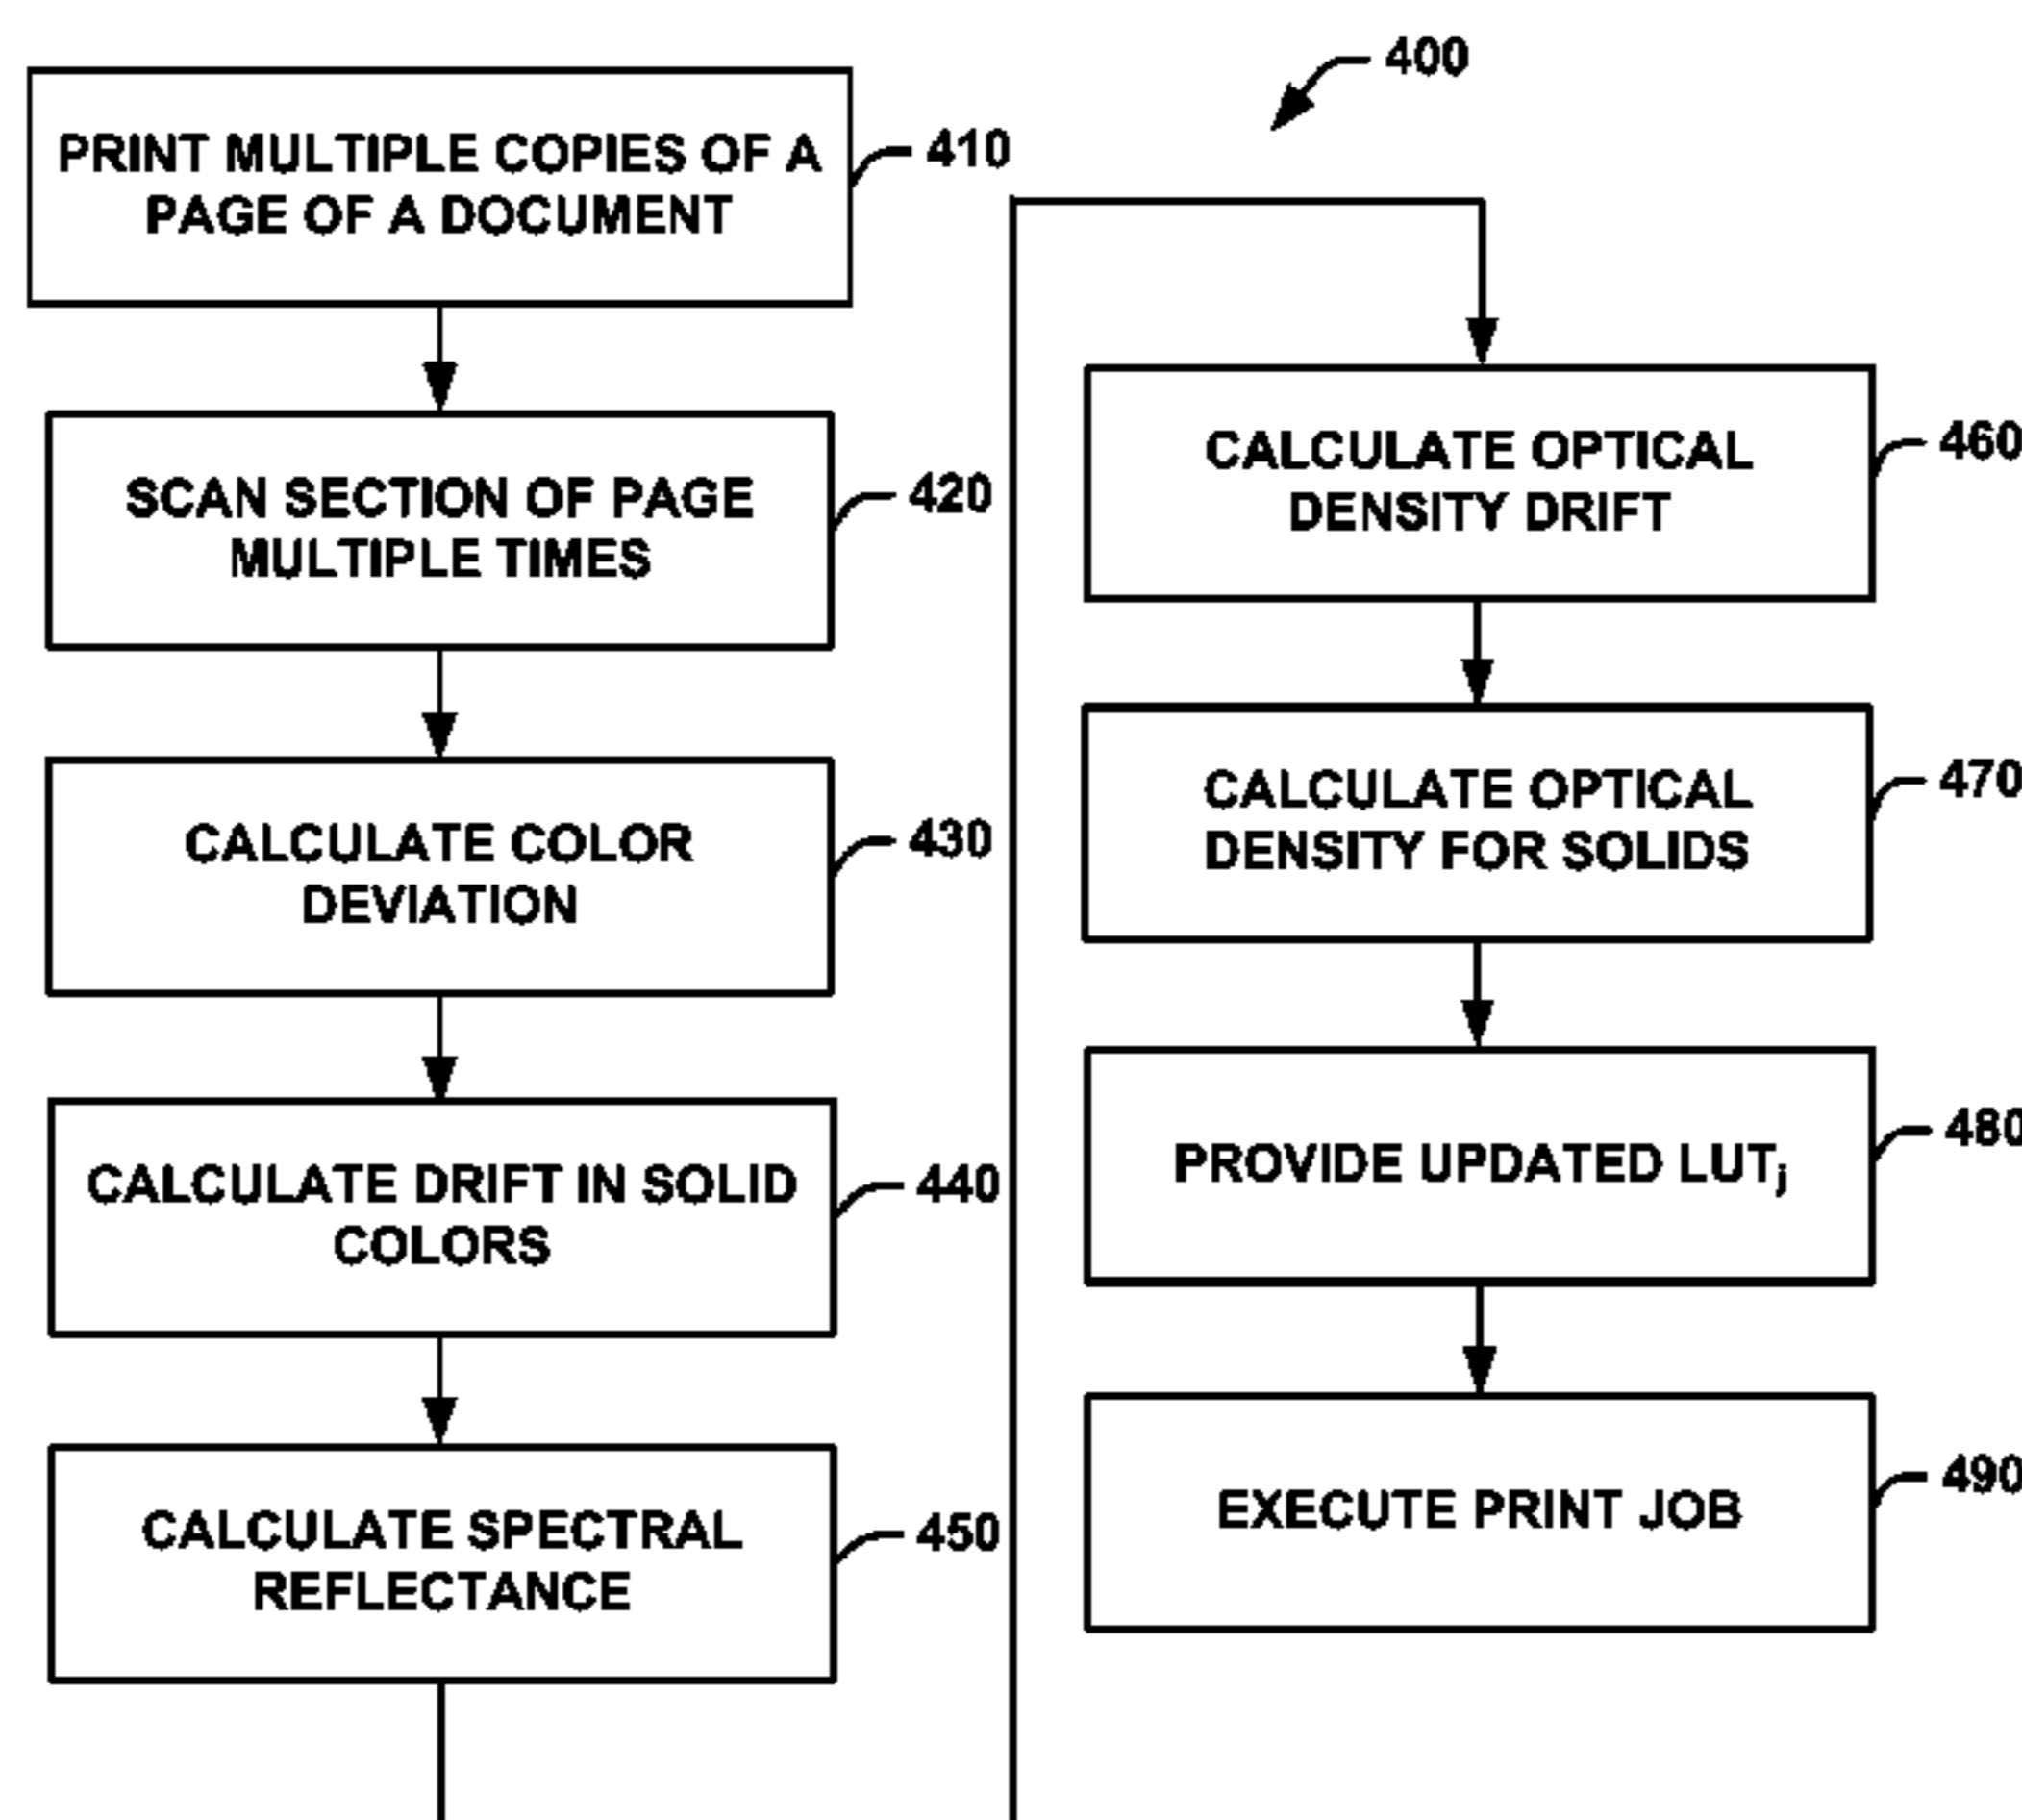 400
PRINT MULTIPLE COPIES OF A
PAGE OF A DOCUMENT
410
SCAN SECTION OF PAGE
MULTIPLE TIMES
420
CALCULATE COLOR
DEVIATION
430
CALCULATE DRIFT IN SOLID
COLORS
440
CALCULATE SPECTRAL
REFLECTANCE
450
CALCULATE OPTICAL
DENSITY DRIFT
460
CALCULATE OPTICAL
DENSITY FOR SOLIDS
470
PROVIDE UPDATED LUTj
480
EXECUTE PRINT JOB
490